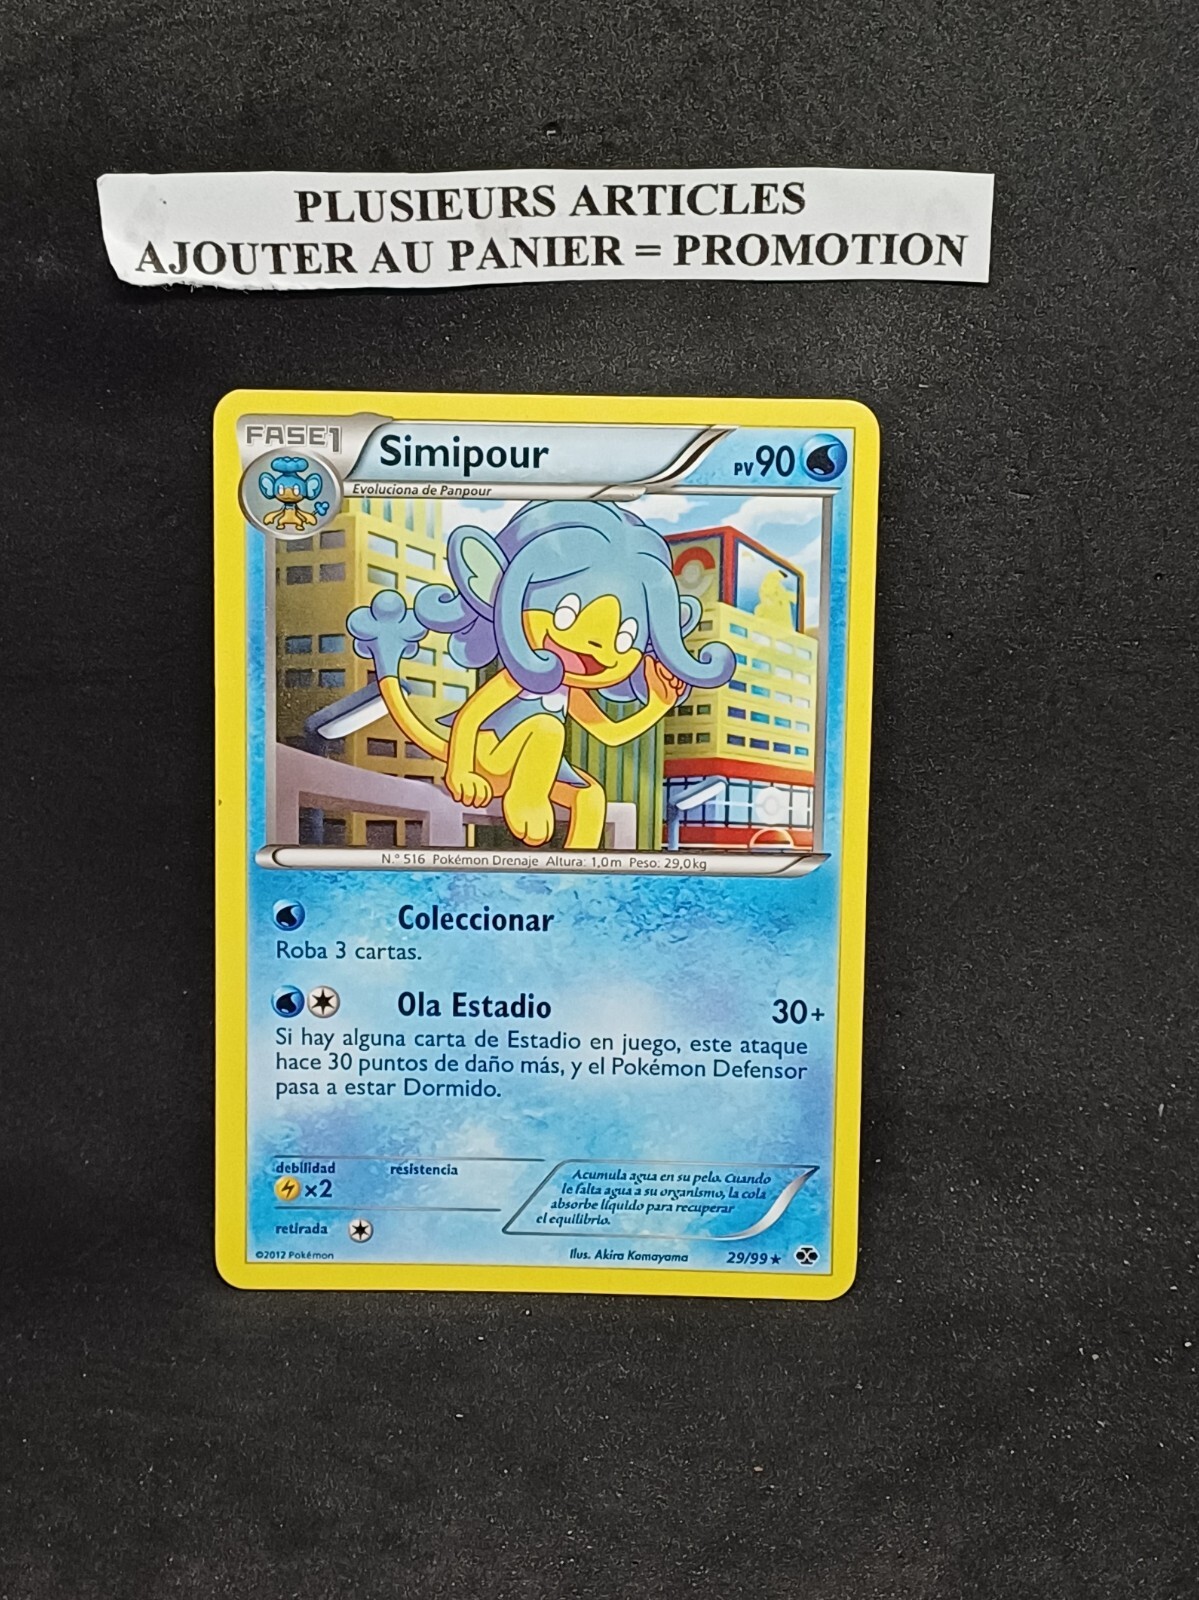 PLUSIEURS ARTICLES
AJOUTER AU PANIER = PROMOTION
FASE1
Simipour
PV90
Evoluciona de Panpour
N.º 516 Pokémon Drenaje Altura: 1,0m Peso: 29,0kg
Coleccionar
Roba 3 cartas.
Ola Estadio 30+
Si hay alguna carta de Estadio en juego, este ataque
hace 30 puntos de daño más, y el Pokémon Defensor
pasa a estar Dormido.
debilidad resistencia
x2
retirada
Acumula agua en su pelo. Cuando
le falta agua a su organismo, la cola
absorbe líquido para recuperar
el equilibrio.
©2012 Pokémon
Ilus. Akira Komayama
29/99★